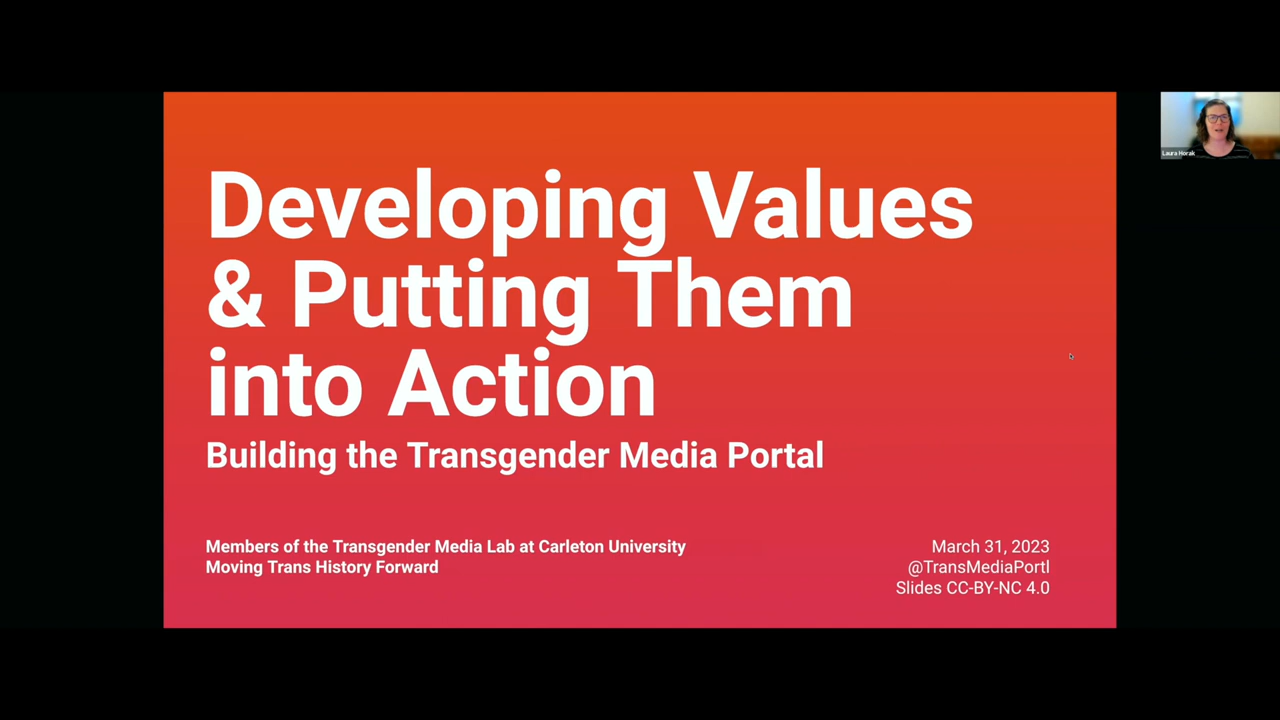 Developing Values
& Putting Them
into Action
Building the Transgender Media Portal
Members of the Transgender Media Lab at Carleton University
Moving Trans History Forward
March 31, 2023
@TransMediaPortl
Slides CC-BY-NC 4.0
Laura Horak